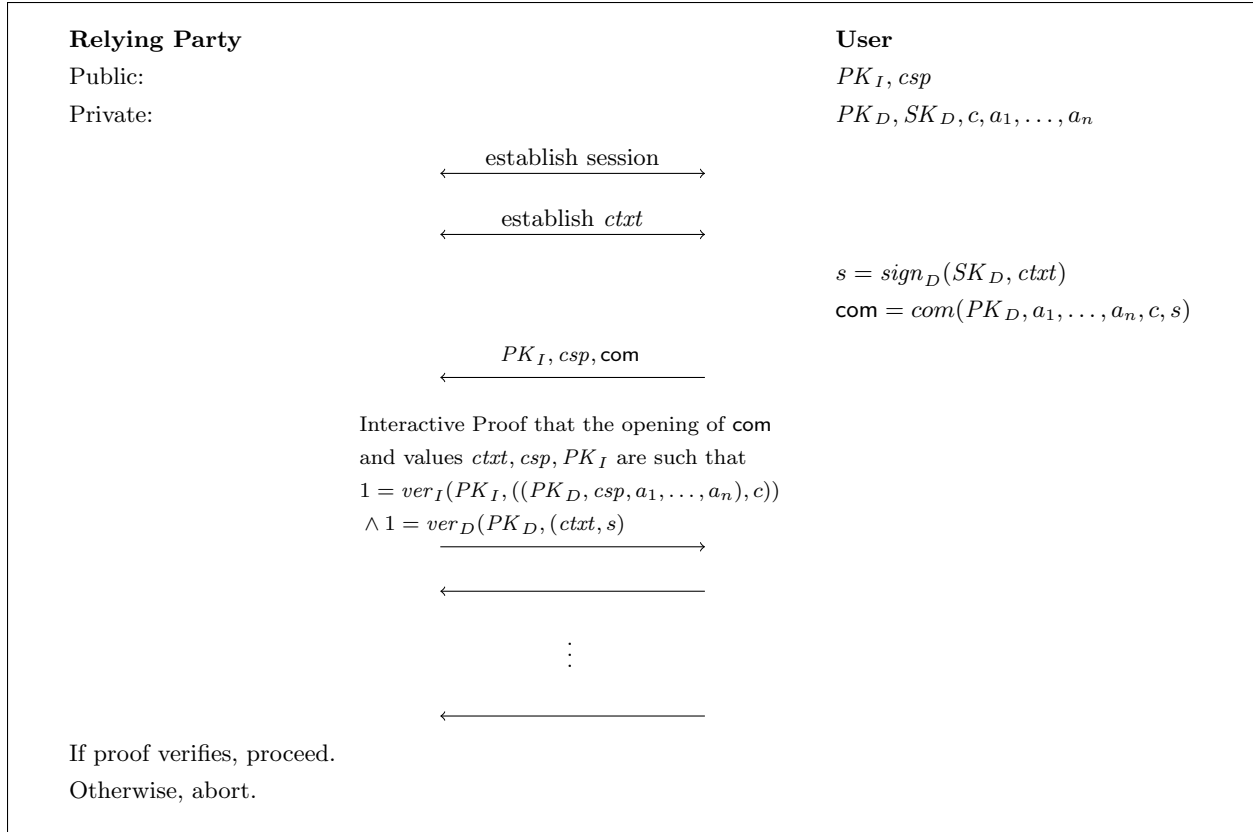 Relying Party User
Public: PK_I, csp
Private: PK_D, SK_D, c, a_1, . . . , a_n
establish session
establish ctxt
s = sign_D(SK_D, ctxt)
com = com(PK_D, a_1, . . . , a_n, c, s)
PK_I, csp, com
Interactive Proof that the opening of com
and values ctxt, csp, PK_I are such that
1 = ver_I(PK_I, ((PK_D, csp, a_1, . . . , a_n), c))
∧ 1 = ver_D(PK_D, (ctxt, s)
⋮
If proof verifies, proceed.
Otherwise, abort.